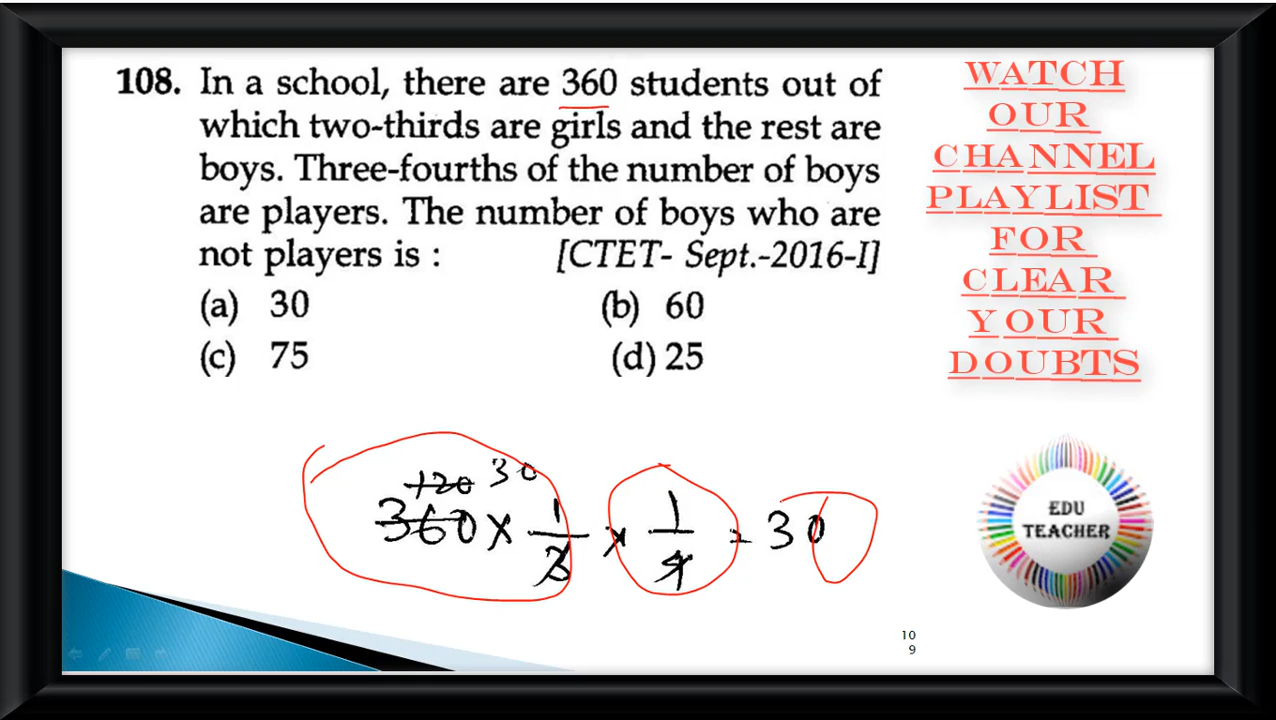 108. In a school, there are 360 students out of
which two-thirds are girls and the rest are
boys. Three-fourths of the number of boys
are players. The number of boys who are
not players is : [CTET- Sept.-2016-I]
(a) 30 (b) 60
(c) 75 (d) 25
WATCH
OUR
CHANNEL
PLAYLIST
FOR
CLEAR
YOUR
DOUBTS
120 30
360 × 1/3 × 1/4 = 30
EDU
TEACHER
10
9